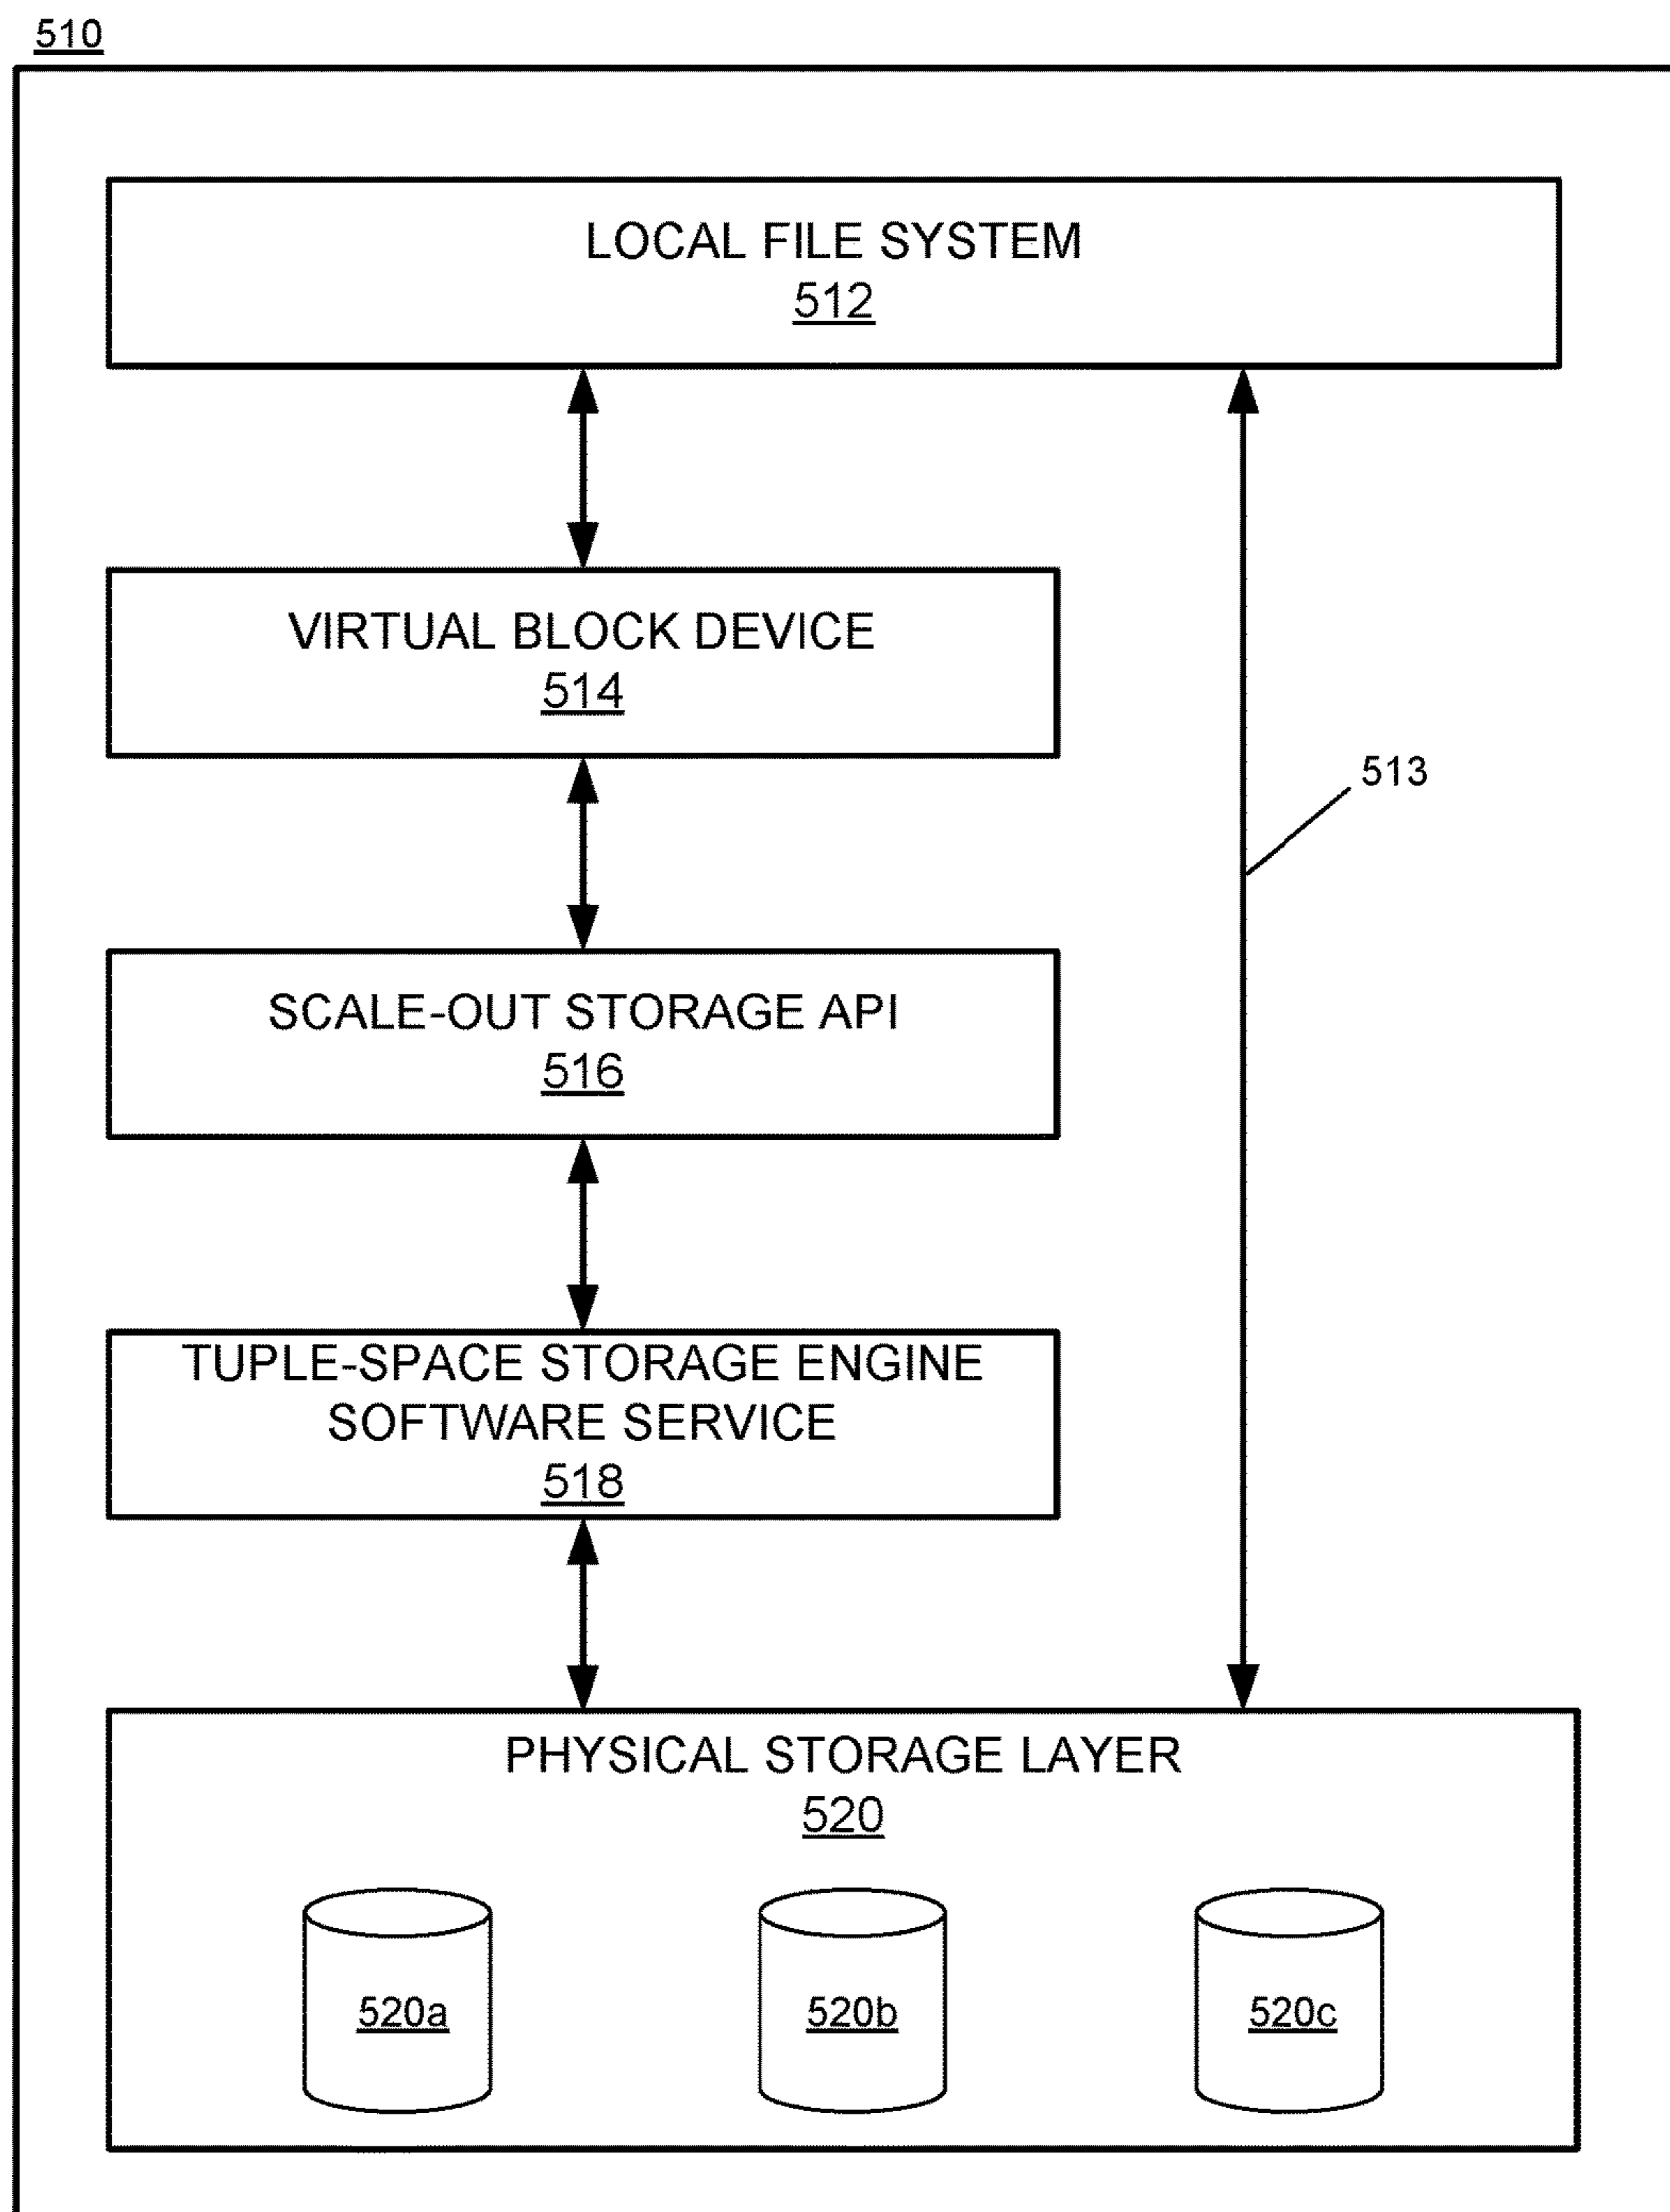 510
LOCAL FILE SYSTEM
512
VIRTUAL BLOCK DEVICE
514
513
SCALE-OUT STORAGE API
516
TUPLE-SPACE STORAGE ENGINE
SOFTWARE SERVICE
518
PHYSICAL STORAGE LAYER
520
520a
520b
520c